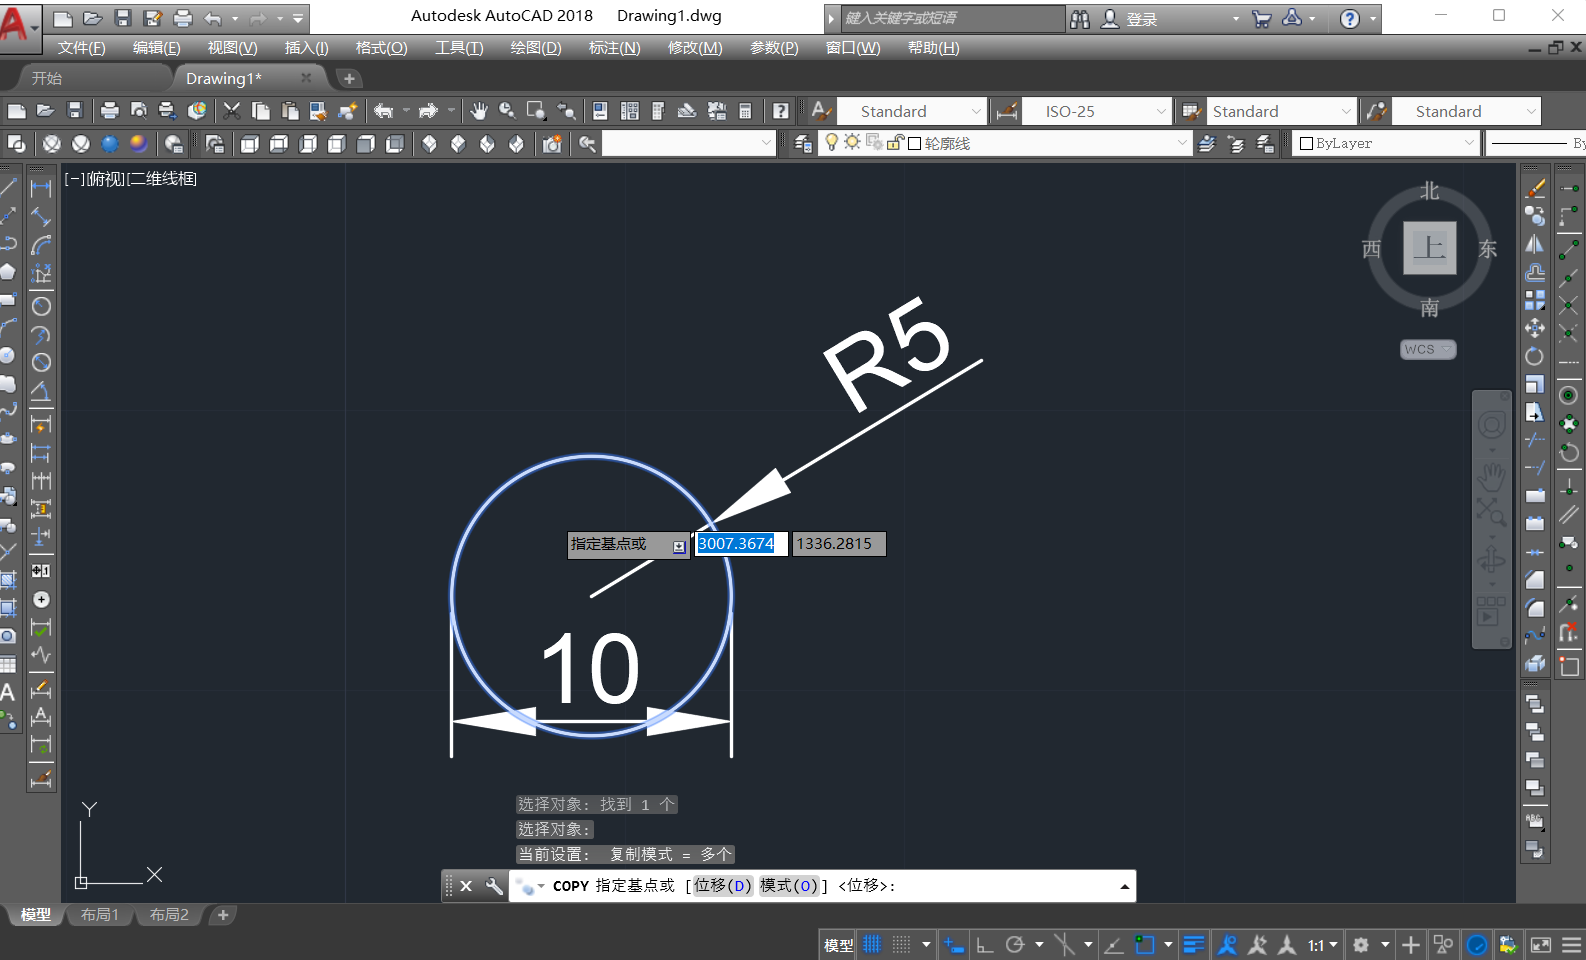 Autodesk AutoCAD 2018 Drawing1.dwg
键入关键字或短语
登录
文件(F) 编辑(E) 视图(V) 插入(I) 格式(O) 工具(T) 绘图(D) 标注(N) 修改(M) 参数(P) 窗口(W) 帮助(H)
开始 Drawing1*
Standard ISO-25 Standard Standard
轮廓线 ByLayer By
[−][俯视][二维线框]
北
西 上 东
南
WCS
R5
指定基点或 3007.3674 1336.2815
10
选择对象: 找到 1 个
选择对象:
当前设置: 复制模式 = 多个
Y
X
COPY 指定基点或 [位移(D) 模式(O)] <位移>:
模型 布局1 布局2
模型 1:1